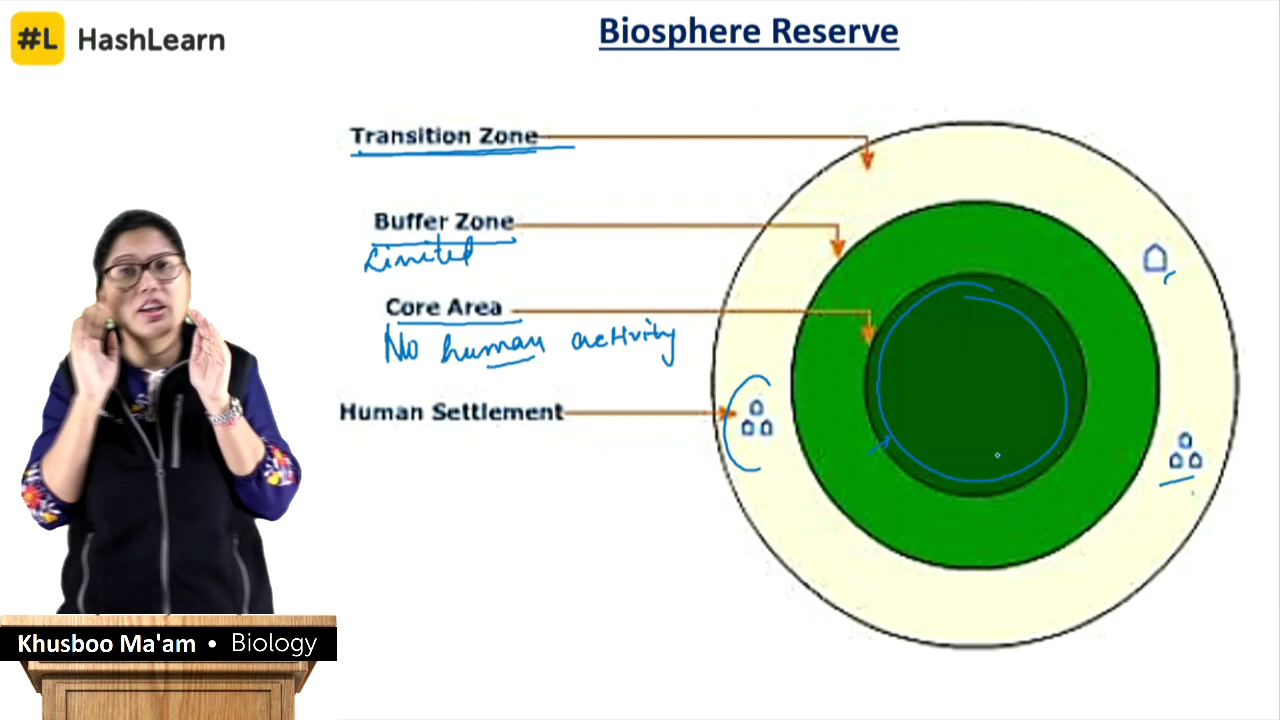 #L HashLearn
Biosphere Reserve
Transition Zone
Buffer Zone
Limited
Core Area
No human activity
Human Settlement
Khusboo Ma'am • Biology